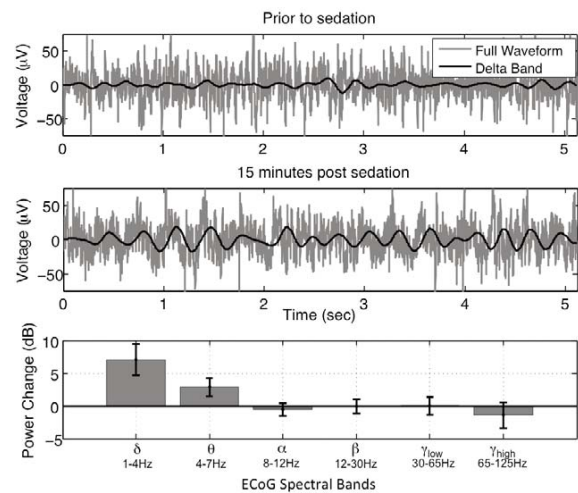 Prior to sedation
50
0
−50
Voltage (μV)
Full Waveform
Delta Band
0 1 2 3 4 5
15 minutes post sedation
50
0
−50
Voltage (μV)
0 1 2 3 4 5
Time (sec)
10
5
0
−5
Power Change (dB)
δ θ α β γlow γhigh
1-4Hz 4-7Hz 8-12Hz 12-30Hz 30-65Hz 65-125Hz
ECoG Spectral Bands